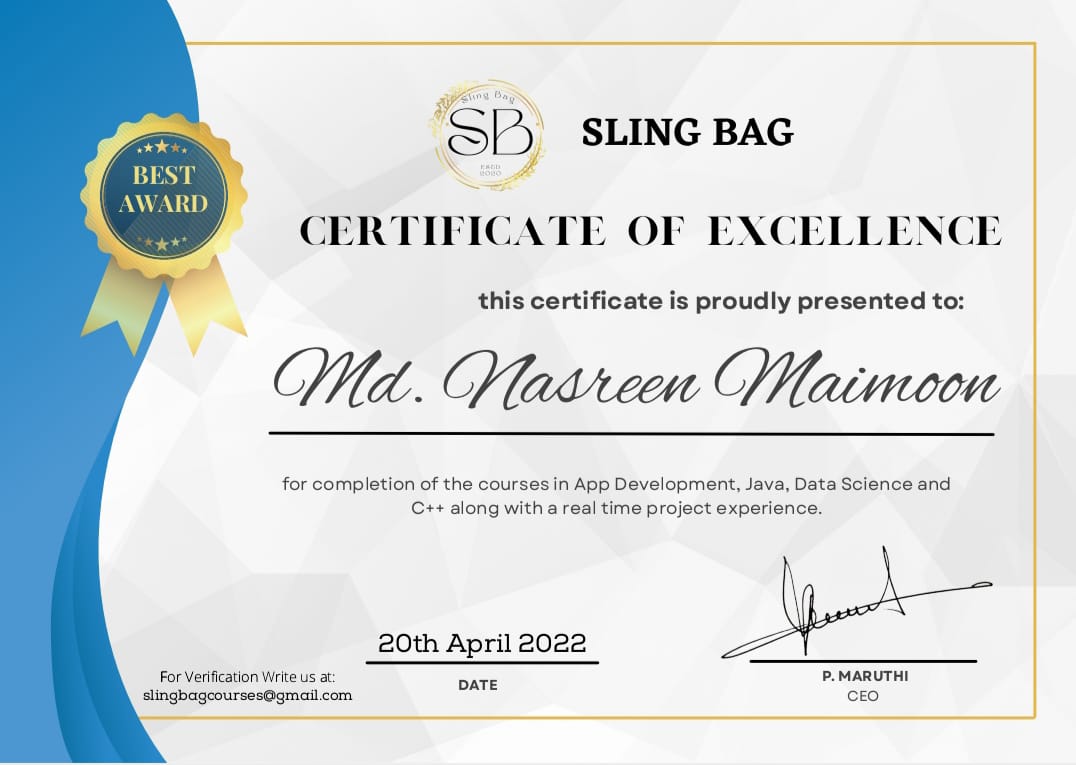 Sling Bag
SB
ESTD
2020
SLING BAG
BEST
AWARD
CERTIFICATE OF EXCELLENCE
this certificate is proudly presented to:
Md. Nasreen Maimoon
for completion of the courses in App Development, Java, Data Science and
C++ along with a real time project experience.
20th April 2022
DATE
For Verification Write us at:
slingbagcourses@gmail.com
P. MARUTHI
CEO